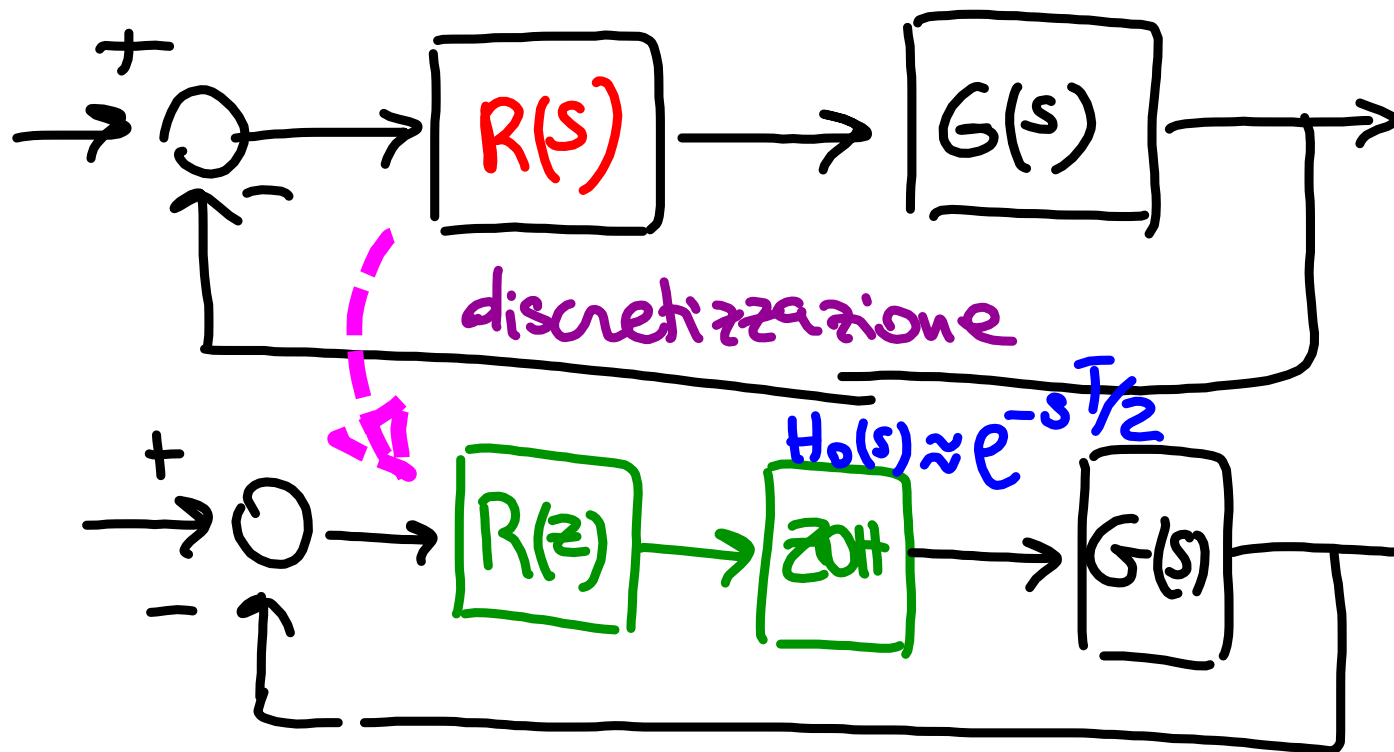 +
R(s) G(s)
−
discretizzazione
H₀(s) ≈ e^{-sT/2}
+
R(z) ZOH G(s)
−